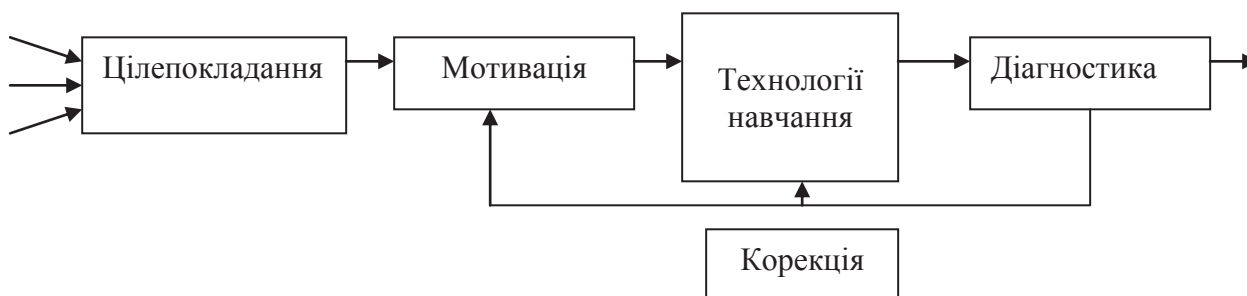 Цілепокладання
Мотивація
Технології
навчання
Діагностика
Корекція